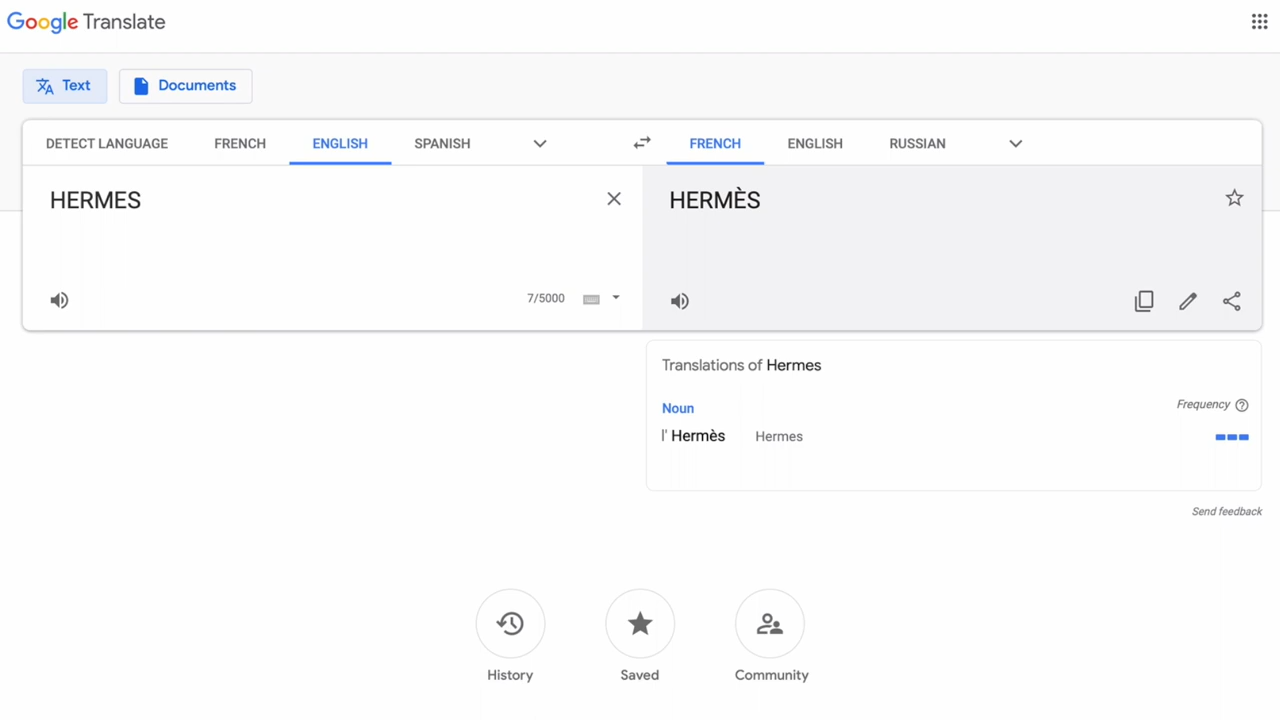 Google Translate
Text
Documents
DETECT LANGUAGE FRENCH ENGLISH SPANISH FRENCH ENGLISH RUSSIAN
HERMES
HERMÈS
7/5000
Translations of Hermes
Noun
Frequency
l' Hermès Hermes
Send feedback
History
Saved
Community